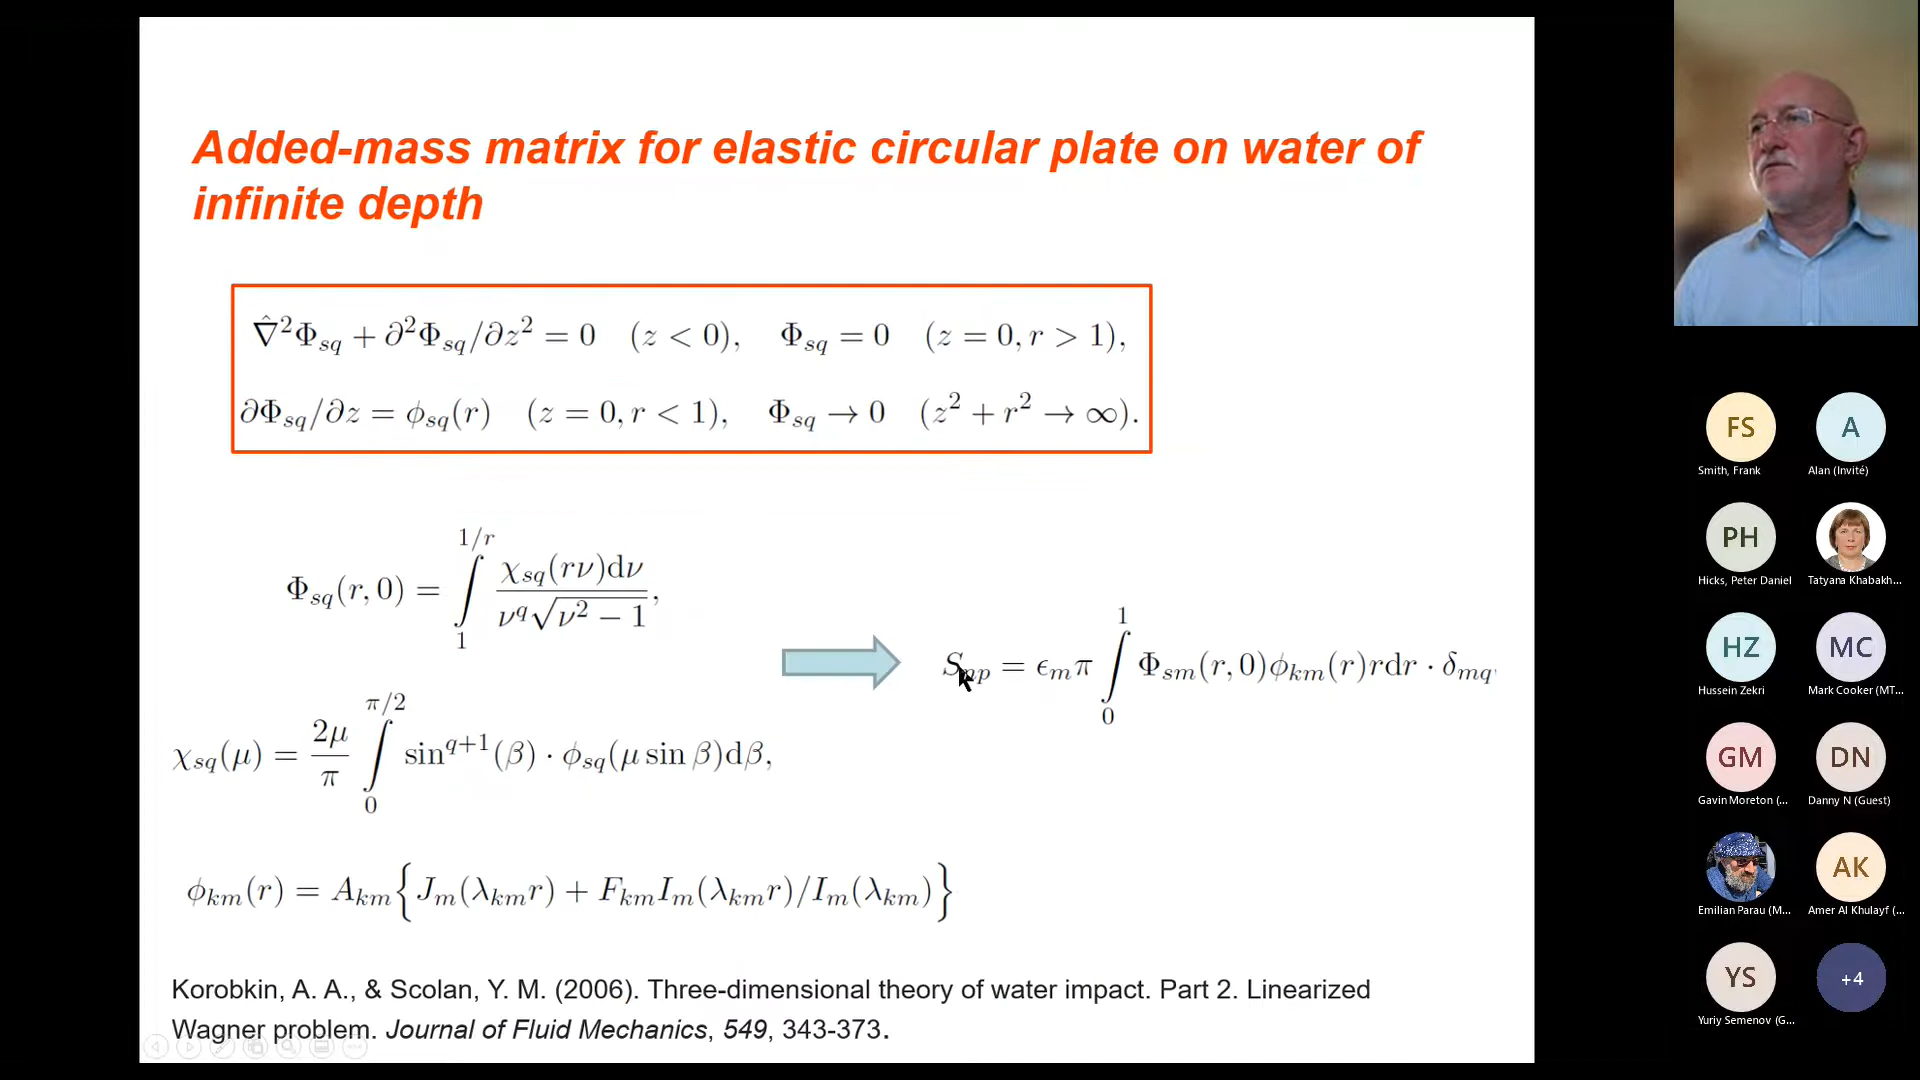 Added-mass matrix for elastic circular plate on water of
infinite depth
∇̂²Φ_sq + ∂²Φ_sq/∂z² = 0 (z < 0), Φ_sq = 0 (z = 0, r > 1),
∂Φ_sq/∂z = ϕ_sq(r) (z = 0, r < 1), Φ_sq → 0 (z² + r² → ∞).
Φ_sq(r, 0) = ∫_1^{1/r} χ_sq(rν)dν / (ν^q √(ν² − 1)),
S_np = ϵ_m π ∫_0^1 Φ_sm(r, 0)ϕ_km(r)rdr · δ_mq
χ_sq(μ) = (2μ/π) ∫_0^{π/2} sin^{q+1}(β) · ϕ_sq(μ sin β)dβ,
ϕ_km(r) = A_km{J_m(λ_km r) + F_km I_m(λ_km r)/I_m(λ_km)}
Korobkin, A. A., & Scolan, Y. M. (2006). Three-dimensional theory of water impact. Part 2. Linearized
Wagner problem. Journal of Fluid Mechanics, 549, 343-373.
FS
A
Smith, Frank
Alan (Invité)
PH
Hicks, Peter Daniel
Tatyana Khabakh...
HZ
MC
Hussein Zekri
Mark Cooker (MT...
GM
DN
Gavin Moreton (...
Danny N (Guest)
AK
Emilian Parau (M...
Amer Al Khulayf (...
YS
+4
Yuriy Semenov (G...